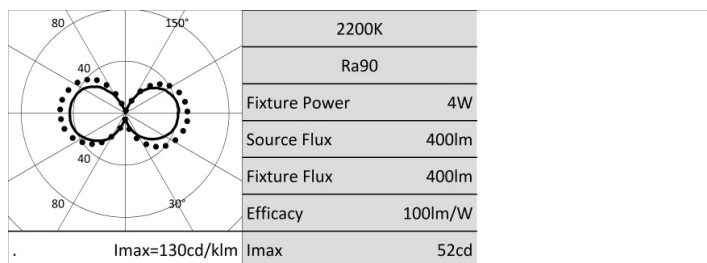 80
150°
40
40
80
30°
. Imax=130cd/klm
2200K
Ra90
Fixture Power 4W
Source Flux 400lm
Fixture Flux 400lm
Efficacy 100lm/W
Imax 52cd